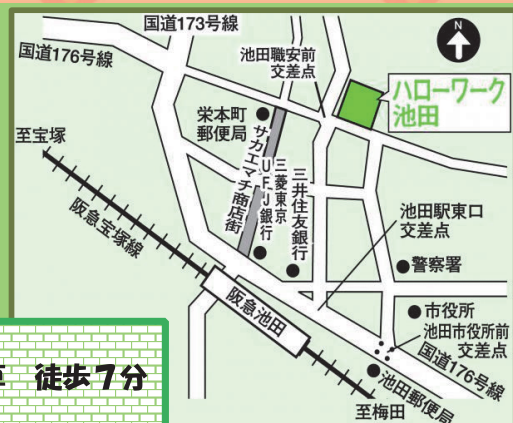 国道173号線
国道176号線
N
池田職安前
交差点
ハローワーク
池田
栄本町
郵便局
至宝塚
サカエマチ商店街
三菱東京
UFJ銀行
三井住友銀行
阪急宝塚線
池田駅東口
交差点
警察署
阪急池田
市役所
池田市役所前
交差点
国道176号線
徒歩7分
池田郵便局
至梅田